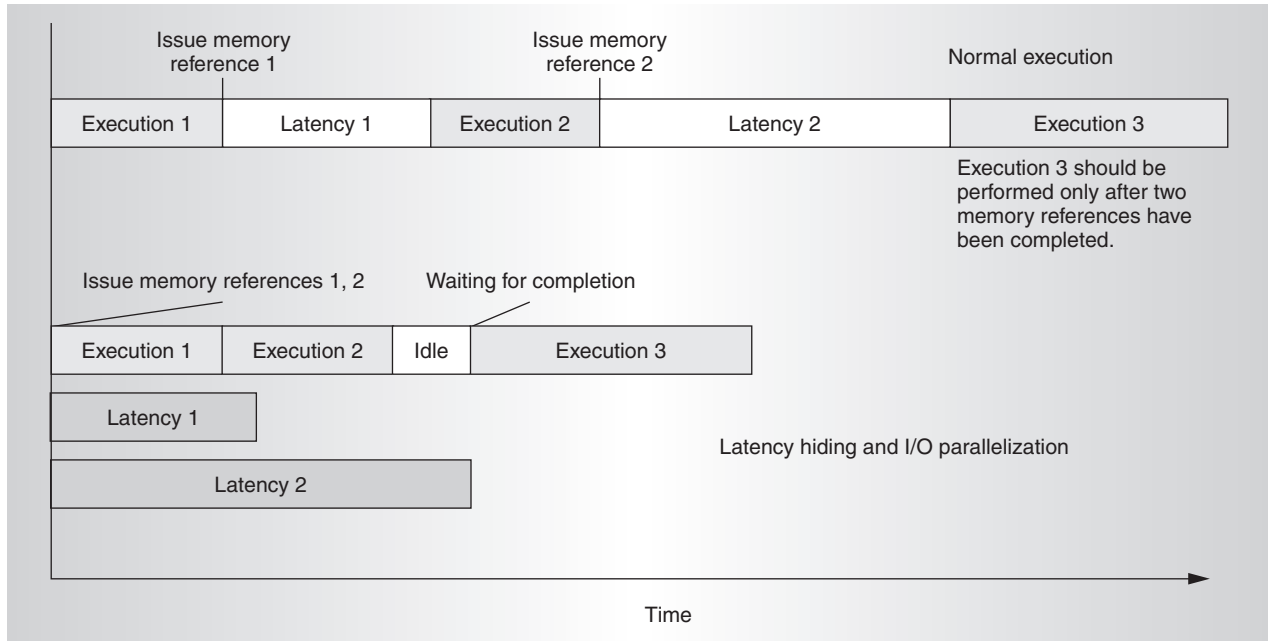 Issue memory
reference 1
Issue memory
reference 2
Normal execution
Execution 1
Latency 1
Execution 2
Latency 2
Execution 3
Execution 3 should be
performed only after two
memory references have
been completed.
Issue memory references 1, 2
Waiting for completion
Execution 1
Execution 2
Idle
Execution 3
Latency 1
Latency hiding and I/O parallelization
Latency 2
Time